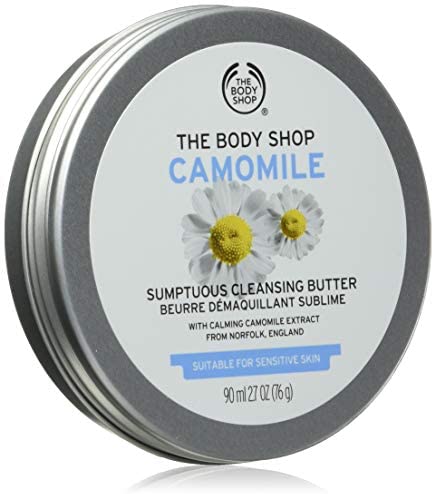 THE
BODY
SHOP
®
THE BODY SHOP
CAMOMILE
SUMPTUOUS CLEANSING BUTTER
BEURRE DÉMAQUILLANT SUBLIME
WITH CALMING CAMOMILE EXTRACT
FROM NORFOLK, ENGLAND
SUITABLE FOR SENSITIVE SKIN
90 ml 2.7 OZ (76 g)